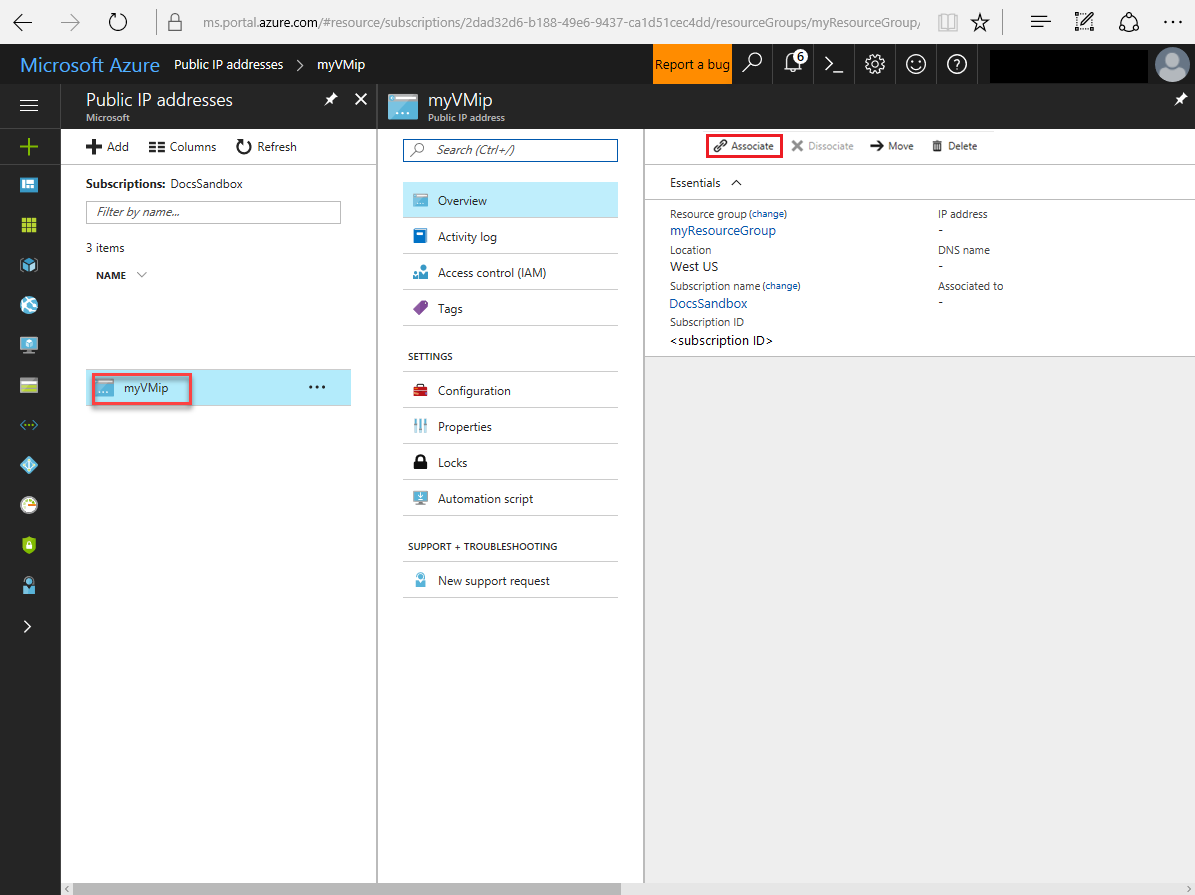 ms.portal.azure.com/#resource/subscriptions/2dad32d6-b188-49e6-9437-ca1d51cec4dd/resourceGroups/myResourceGroup/
Microsoft Azure Public IP addresses > myVMip
Report a bug
6
Public IP addresses
Microsoft
Add Columns Refresh
Subscriptions: DocsSandbox
Filter by name...
3 items
NAME
myVMip
myVMip
Public IP address
Search (Ctrl+/)
Overview
Activity log
Access control (IAM)
Tags
SETTINGS
Configuration
Properties
Locks
Automation script
SUPPORT + TROUBLESHOOTING
New support request
Associate Dissociate Move Delete
Essentials
Resource group (change)
myResourceGroup
Location
West US
Subscription name (change)
DocsSandbox
Subscription ID
<subscription ID>
IP address
-
DNS name
-
Associated to
-